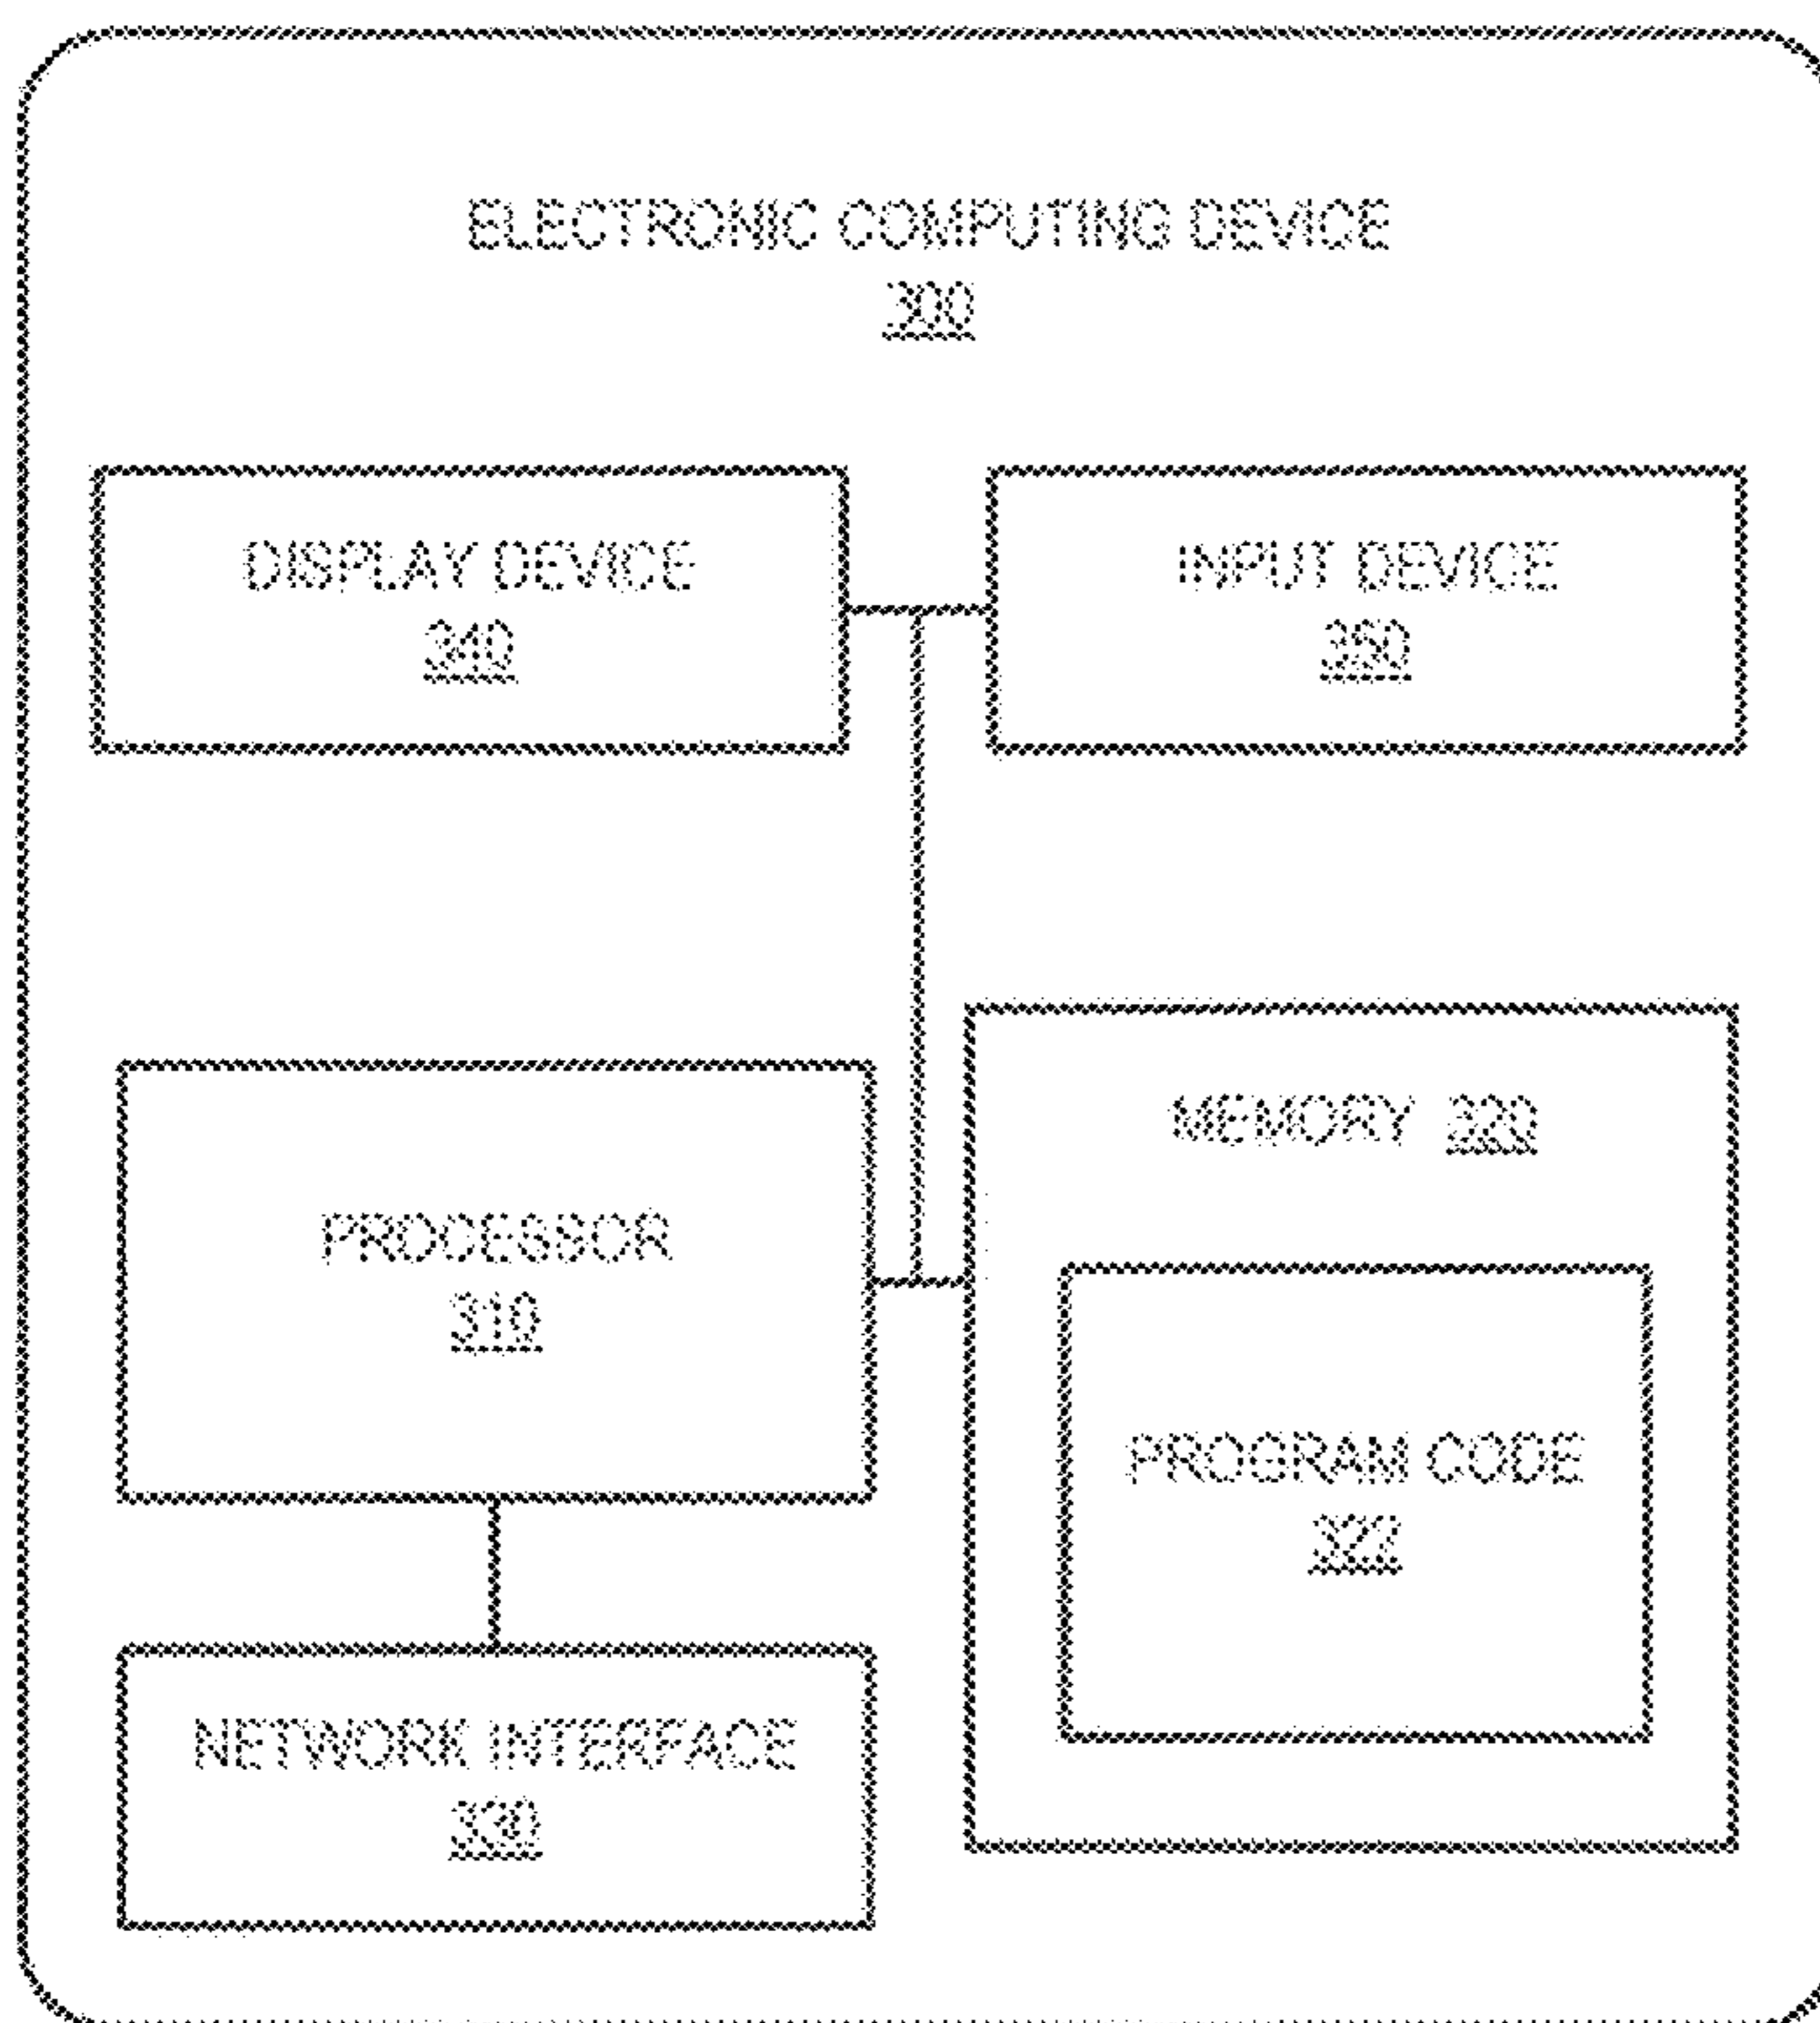 ELECTRONIC COMPUTING DEVICE
300
DISPLAY DEVICE
340
INPUT DEVICE
350
PROCESSOR
310
MEMORY 320
PROGRAM CODE
322
NETWORK INTERFACE
330